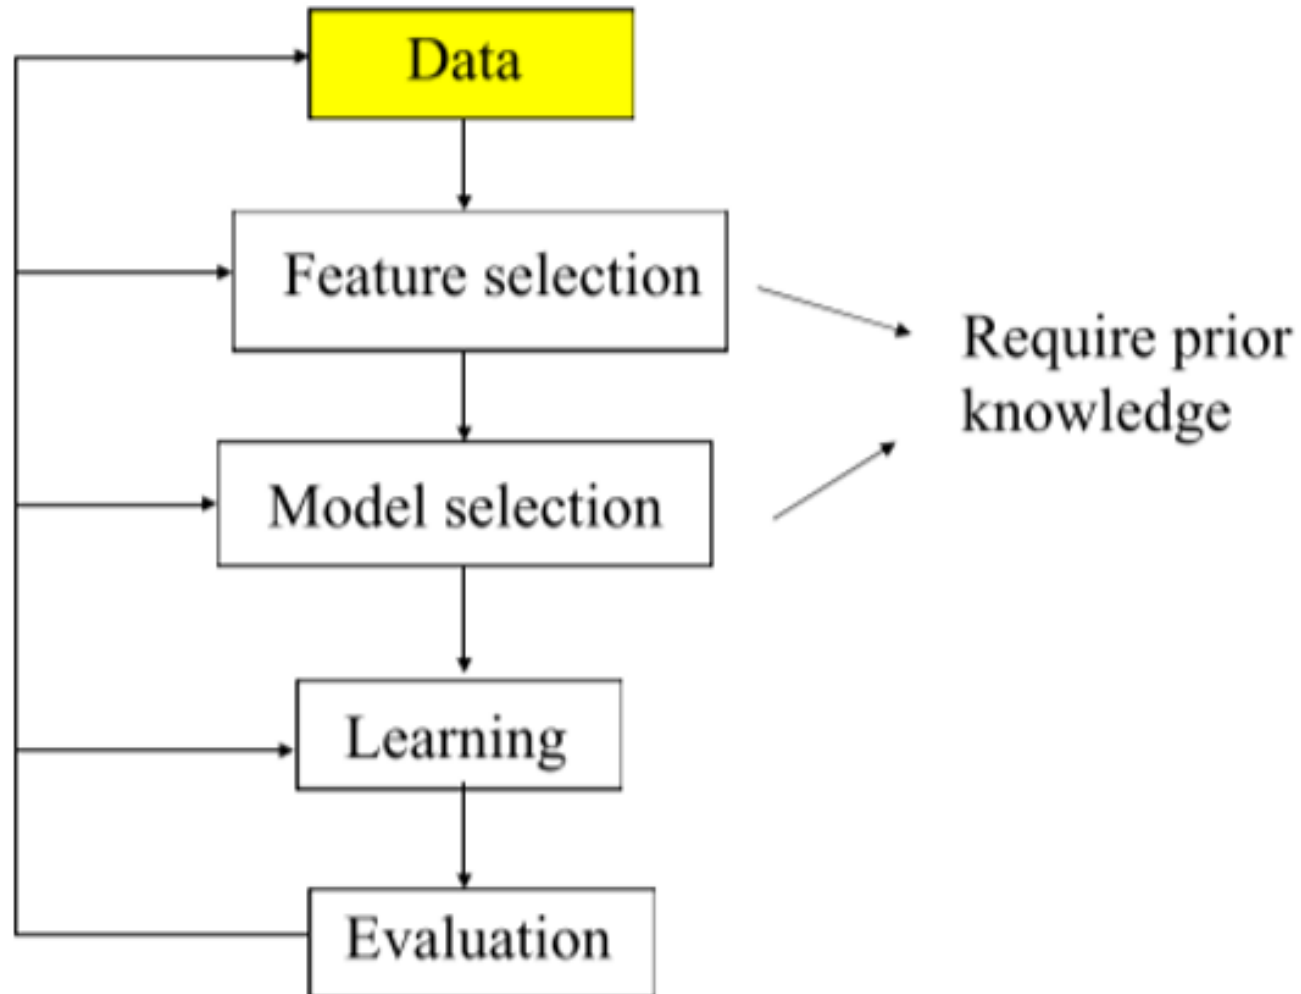 Data
Feature selection
Require prior
knowledge
Model selection
Learning
Evaluation